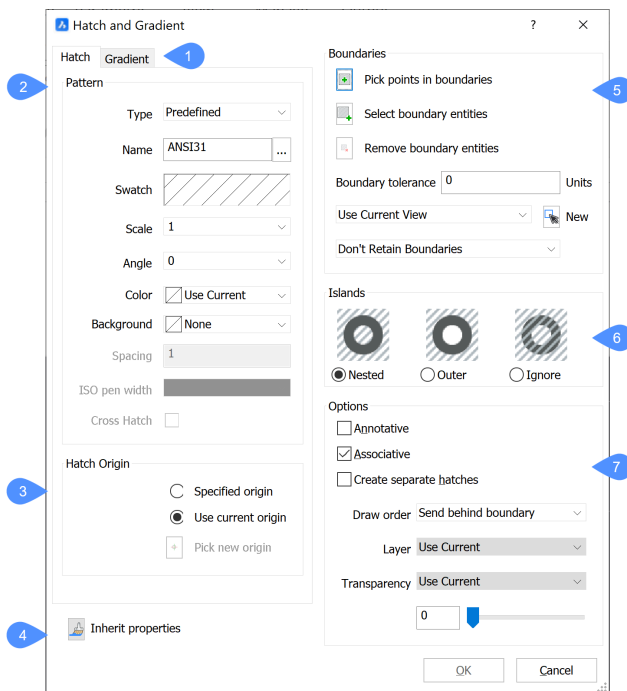 Hatch and Gradient
?
Hatch
Gradient
1
2
Pattern
Type
Predefined
Name
ANSI31
...
Swatch
Scale
1
Angle
0
Color
Use Current
Background
None
Spacing
1
ISO pen width
Cross Hatch
Hatch Origin
3
Specified origin
Use current origin
Pick new origin
4
Inherit properties
Boundaries
Pick points in boundaries
5
Select boundary entities
Remove boundary entities
Boundary tolerance
0
Units
Use Current View
New
Don't Retain Boundaries
Islands
6
Nested
Outer
Ignore
Options
Annotative
Associative
7
Create separate hatches
Draw order
Send behind boundary
Layer
Use Current
Transparency
Use Current
0
OK
Cancel